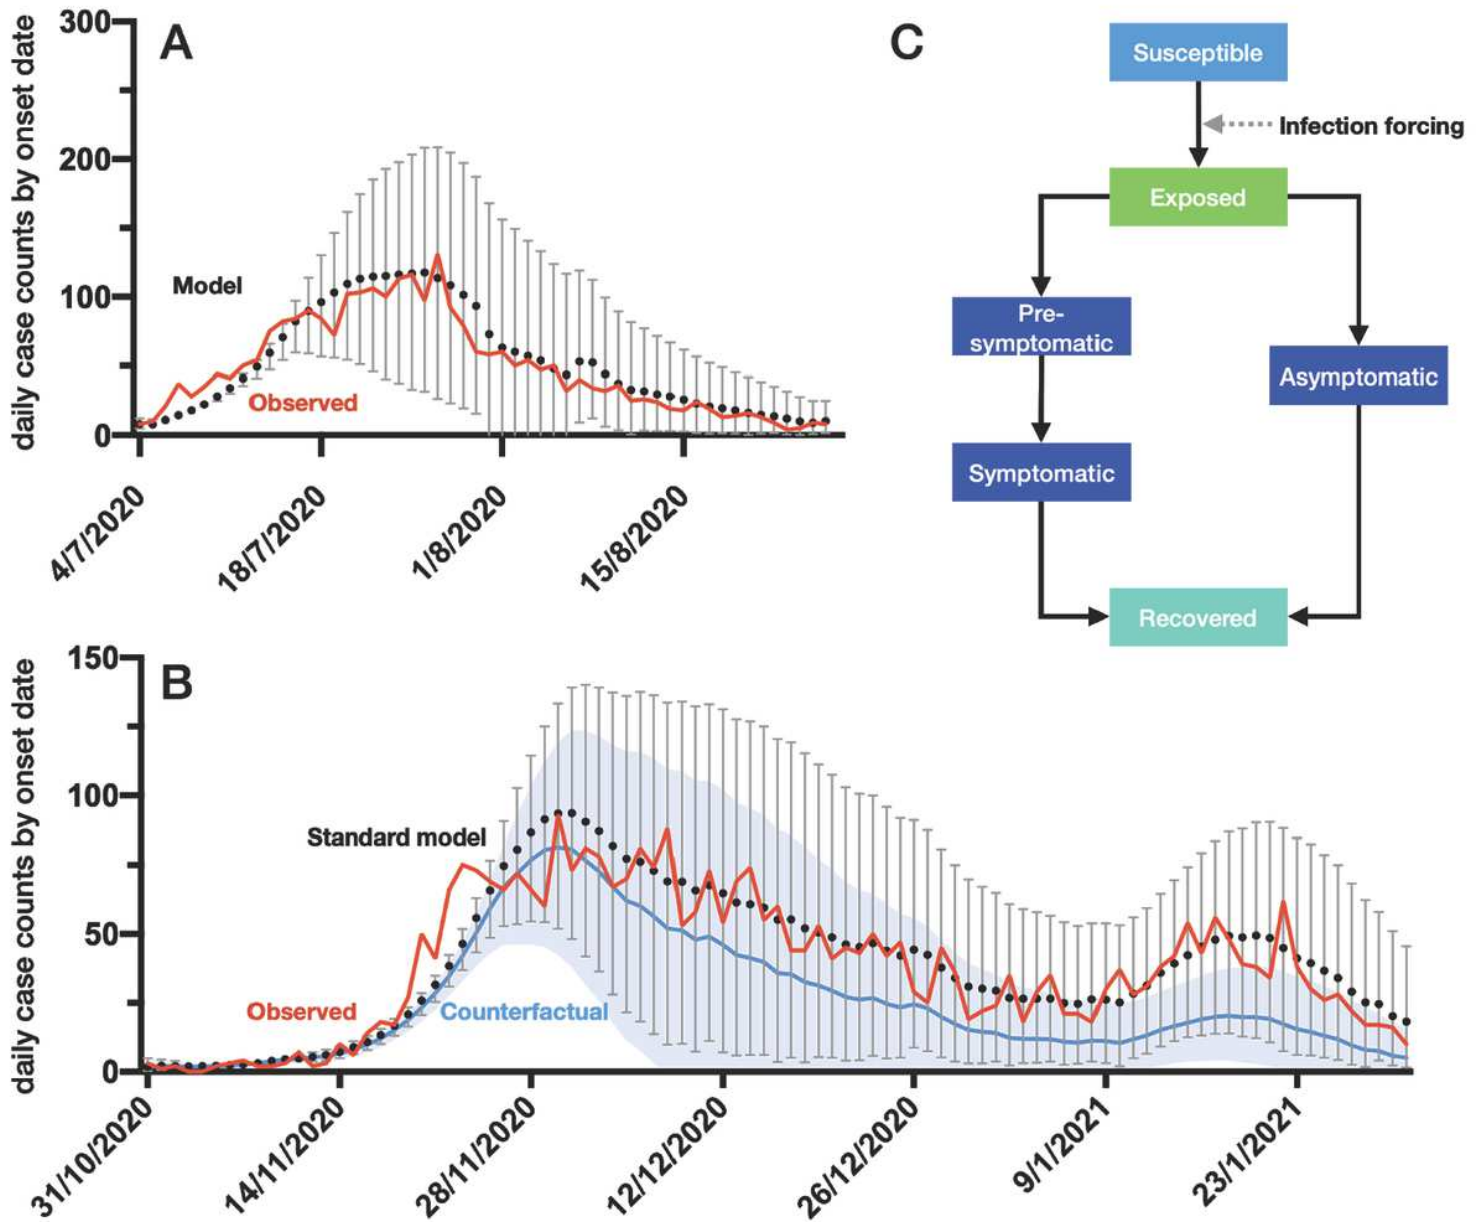 A
daily case counts by onset date
300
200
100
0
Model
Observed
4/7/2020
18/7/2020
1/8/2020
15/8/2020
C
Susceptible
Infection forcing
Exposed
Pre-
symptomatic
Asymptomatic
Symptomatic
Recovered
B
daily case counts by onset date
150
100
50
0
Standard model
Observed
Counterfactual
31/10/2020
14/11/2020
28/11/2020
12/12/2020
26/12/2020
9/1/2021
23/1/2021